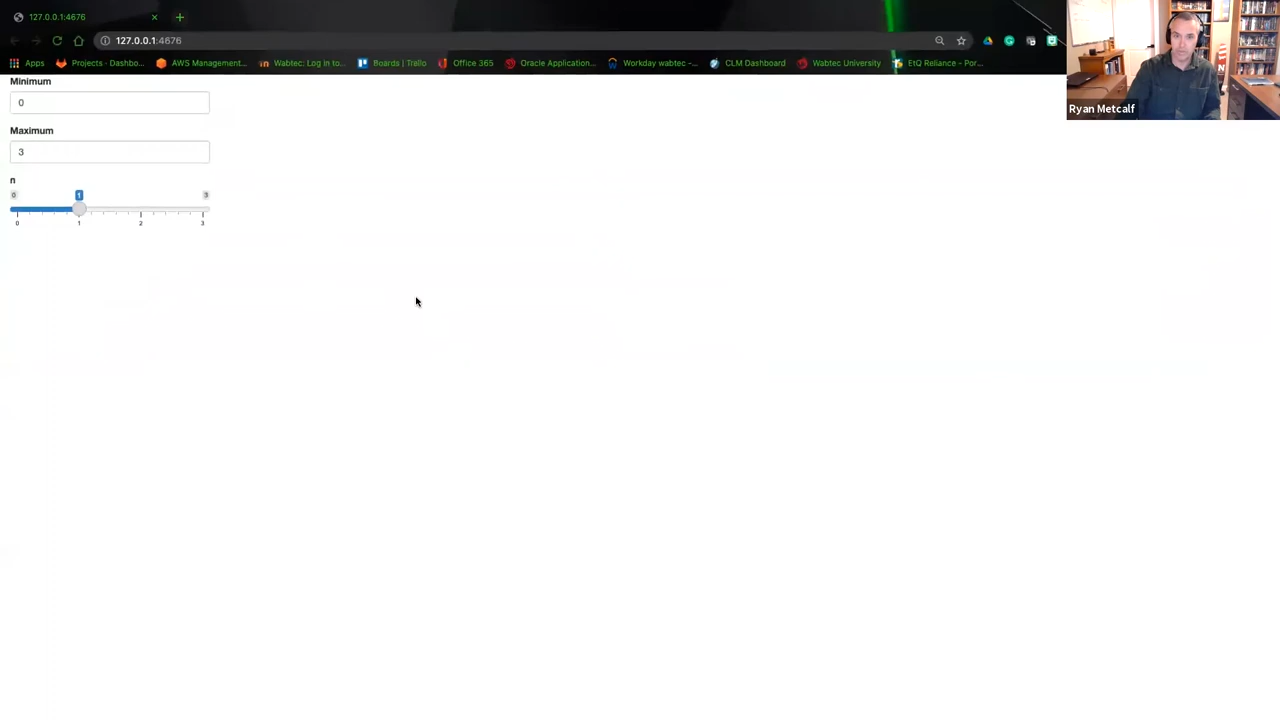 127.0.0.1:4676
127.0.0.1:4676
Apps Projects - Dashbo... AWS Management... Wabtec: Log in to... Boards | Trello Office 365 Oracle Application... Workday wabtec -... CLM Dashboard Wabtec University EtQ Reliance - Por...
Ryan Metcalf
Minimum
0
Maximum
3
n
0 1 3
0 1 2 3